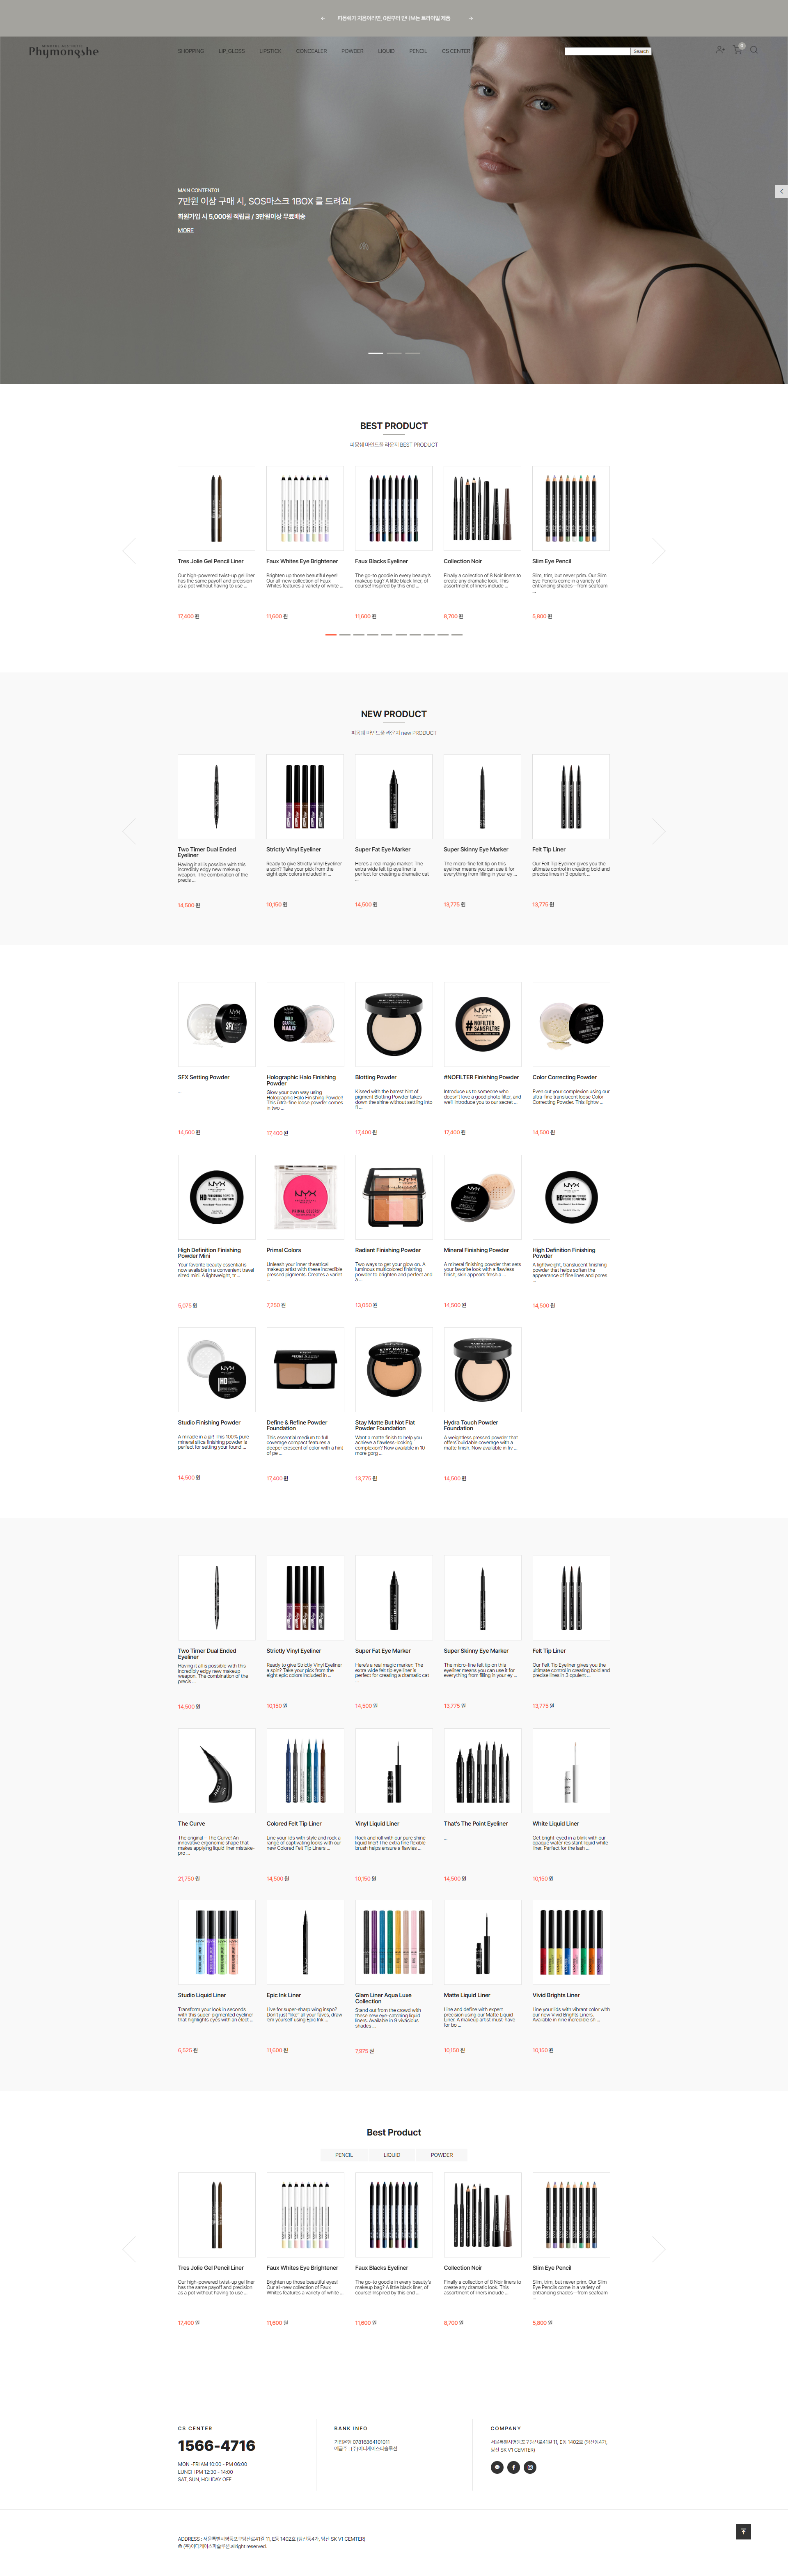 피몽쉐가 처음이라면, 0원부터 만나보는 트라이얼 제품
Phymongshe
SHOPPING LIP_GLOSS LIPSTICK CONCEALER POWDER LIQUID PENCIL CS CENTER
Search
0
MAIN CONTENT01
7만원 이상 구매 시, SOS마스크 1BOX 를 드려요!
회원가입 시 5,000원 적립금 / 3만원이상 무료배송
MORE
BEST PRODUCT
피몽쉐 마인드풀 라운지 BEST PRODUCT
Tres Jolie Gel Pencil Liner
Our high-powered twist-up gel liner
has the same payoff and precision
as a pot without having to use ...
17,400 원
Faux Whites Eye Brightener
Brighten up those beautiful eyes!
Our all-new collection of Faux
Whites features a variety of white ...
11,600 원
Faux Blacks Eyeliner
The go-to goodie in every beauty's
makeup bag? A little black liner, of
course! Inspired by this end ...
11,600 원
Collection Noir
Finally a collection of 8 Noir liners to
create any dramatic look. This
assortment of liners include ...
8,700 원
Slim Eye Pencil
Slim, trim, but never prim. Our Slim
Eye Pencils come in a variety of
entrancing shades--from seafoam
...
5,800 원
NEW PRODUCT
피몽쉐 마인드풀 라운지 new PRODUCT
Two Timer Dual Ended
Eyeliner
Having it all is possible with this
incredibly edgy new makeup
weapon. The combination of the
precis ...
14,500 원
Strictly Vinyl Eyeliner
Ready to give Strictly Vinyl Eyeliner
a spin? Take your pick from the
eight epic colors included in ...
10,150 원
Super Fat Eye Marker
Here's a real magic marker: The
extra wide felt tip eye liner is
perfect for creating a dramatic cat
...
14,500 원
Super Skinny Eye Marker
The micro-fine felt tip on this
eyeliner means you can use it for
everything from filling in your ey ...
13,775 원
Felt Tip Liner
Our Felt Tip Eyeliner gives you the
ultimate control in creating bold and
precise lines in 3 opulent ...
13,775 원
SFX Setting Powder
...
14,500 원
Holographic Halo Finishing
Powder
Glow your own way using
Holographic Halo Finishing Powder!
This ultra-fine loose powder comes
in two ...
17,400 원
Blotting Powder
Kissed with the barest hint of
pigment Blotting Powder takes
down the shine without settling into
fi ...
17,400 원
#NOFILTER Finishing Powder
Introduce us to someone who
doesn't love a good photo filter, and
we'll introduce you to our secret ...
17,400 원
Color Correcting Powder
Even out your complexion using our
ultra-fine translucent loose Color
Correcting Powder. This lightw ...
14,500 원
High Definition Finishing
Powder Mini
Your favorite beauty essential is
now available in a convenient travel
sized mini. A lightweight, tr ...
5,075 원
Primal Colors
Unleash your inner theatrical
makeup artist with these incredible
pressed pigments. Creates a variet
...
7,250 원
Radiant Finishing Powder
Two ways to get your glow on. A
luminous multicolored finishing
powder to brighten and perfect and
a ...
13,050 원
Mineral Finishing Powder
A mineral finishing powder that sets
your favorite look with a flawless
finish; skin appears fresh a ...
14,500 원
High Definition Finishing
Powder
A lightweight, translucent finishing
powder that helps soften the
appearance of fine lines and pores
...
14,500 원
Studio Finishing Powder
A miracle in a jar! This 100% pure
mineral silica finishing powder is
perfect for setting your found ...
14,500 원
Define & Refine Powder
Foundation
This essential medium to full
coverage compact features a
deeper crescent of color with a hint
of pe ...
17,400 원
Stay Matte But Not Flat
Powder Foundation
Want a matte finish to help you
achieve a flawless-looking
complexion? Now available in 10
more gorg ...
13,775 원
Hydra Touch Powder
Foundation
A weightless pressed powder that
offers buildable coverage with a
matte finish. Now available in fiv ...
14,500 원
Two Timer Dual Ended
Eyeliner
Having it all is possible with this
incredibly edgy new makeup
weapon. The combination of the
precis ...
14,500 원
Strictly Vinyl Eyeliner
Ready to give Strictly Vinyl Eyeliner
a spin? Take your pick from the
eight epic colors included in ...
10,150 원
Super Fat Eye Marker
Here's a real magic marker: The
extra wide felt tip eye liner is
perfect for creating a dramatic cat
...
14,500 원
Super Skinny Eye Marker
The micro-fine felt tip on this
eyeliner means you can use it for
everything from filling in your ey ...
13,775 원
Felt Tip Liner
Our Felt Tip Eyeliner gives you the
ultimate control in creating bold and
precise lines in 3 opulent ...
13,775 원
The Curve
The original – The Curve! An
innovative ergonomic shape that
makes applying liquid liner mistake-
pro ...
21,750 원
Colored Felt Tip Liner
Line your lids with style and rock a
range of captivating looks with our
new Colored Felt Tip Liners ...
14,500 원
Vinyl Liquid Liner
Rock and roll with our pure shine
liquid liner! The extra fine flexible
brush helps ensure a flawles ...
10,150 원
That's The Point Eyeliner
...
14,500 원
White Liquid Liner
Get bright eyed in a blink with our
opaque water resistant liquid white
liner. Perfect for the lash ...
10,150 원
Studio Liquid Liner
Transform your look in seconds
with this super-pigmented eyeliner
that highlights eyes with an elect ...
6,525 원
Epic Ink Liner
Live for super-sharp wing inspo?
Don't just "like" all your faves, draw
'em yourself using Epic Ink ...
11,600 원
Glam Liner Aqua Luxe
Collection
Stand out from the crowd with
these new eye-catching liquid
liners. Available in 9 vivacious
shades ...
7,975 원
Matte Liquid Liner
Line and define with expert
precision using our Matte Liquid
Liner. A makeup artist must-have
for bo ...
10,150 원
Vivid Brights Liner
Line your lids with vibrant color with
our new Vivid Brights Liners.
Available in nine incredible sh ...
10,150 원
Best Product
PENCIL LIQUID POWDER
Tres Jolie Gel Pencil Liner
Our high-powered twist-up gel liner
has the same payoff and precision
as a pot without having to use ...
17,400 원
Faux Whites Eye Brightener
Brighten up those beautiful eyes!
Our all-new collection of Faux
Whites features a variety of white ...
11,600 원
Faux Blacks Eyeliner
The go-to goodie in every beauty's
makeup bag? A little black liner, of
course! Inspired by this end ...
11,600 원
Collection Noir
Finally a collection of 8 Noir liners to
create any dramatic look. This
assortment of liners include ...
8,700 원
Slim Eye Pencil
Slim, trim, but never prim. Our Slim
Eye Pencils come in a variety of
entrancing shades--from seafoam
...
5,800 원
CS CENTER
1566-4716
MON -FRI AM 10:00 - PM 06:00
LUNCH PM 12:30 - 14:00
SAT, SUN, HOLIDAY OFF
BANK INFO
기업은행 07816864101011
예금주 : (주)이디케이스파솔루션
COMPANY
서울특별시영등포구당산로41길 11, E동 1402호 (당산동4가,
당산 SK V1 CEMTER)
ADDRESS : 서울특별시영등포구당산로41길 11, E동 1402호 (당산동4가, 당산 SK V1 CEMTER)
© (주)이디케이스파솔루션 allright reserved.